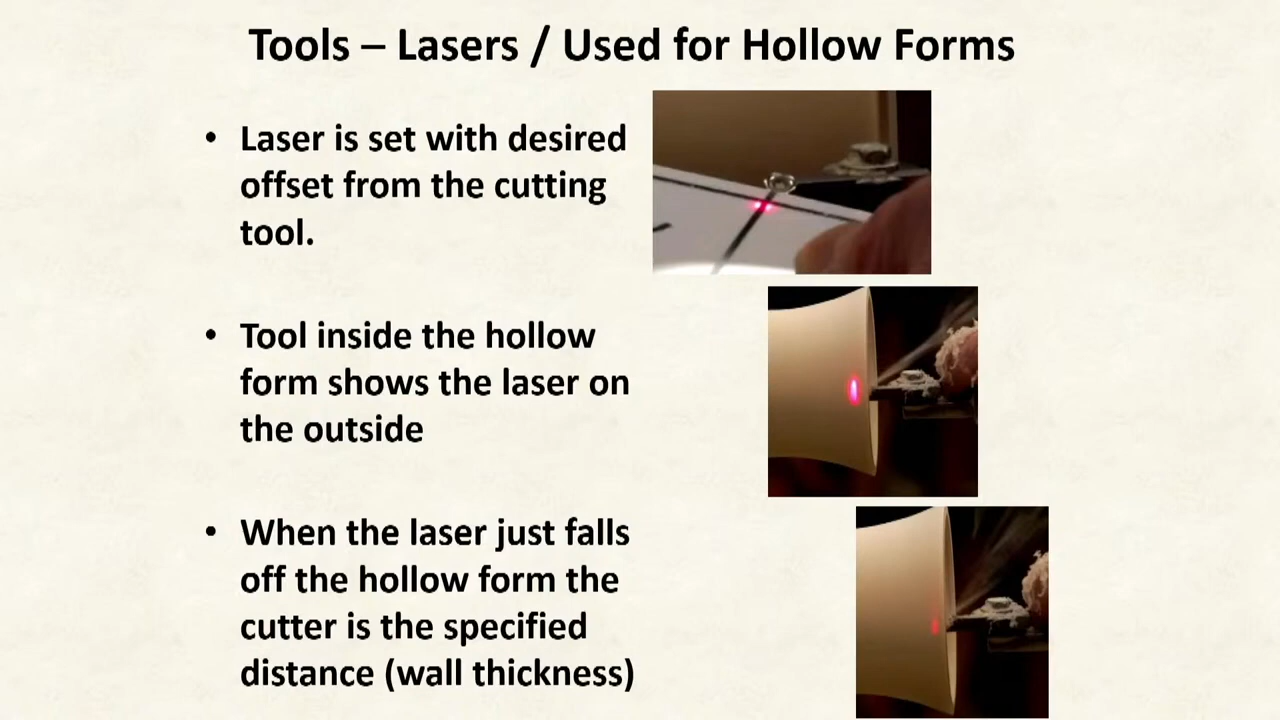 Tools – Lasers / Used for Hollow Forms
• Laser is set with desired
offset from the cutting
tool.
• Tool inside the hollow
form shows the laser on
the outside
• When the laser just falls
off the hollow form the
cutter is the specified
distance (wall thickness)